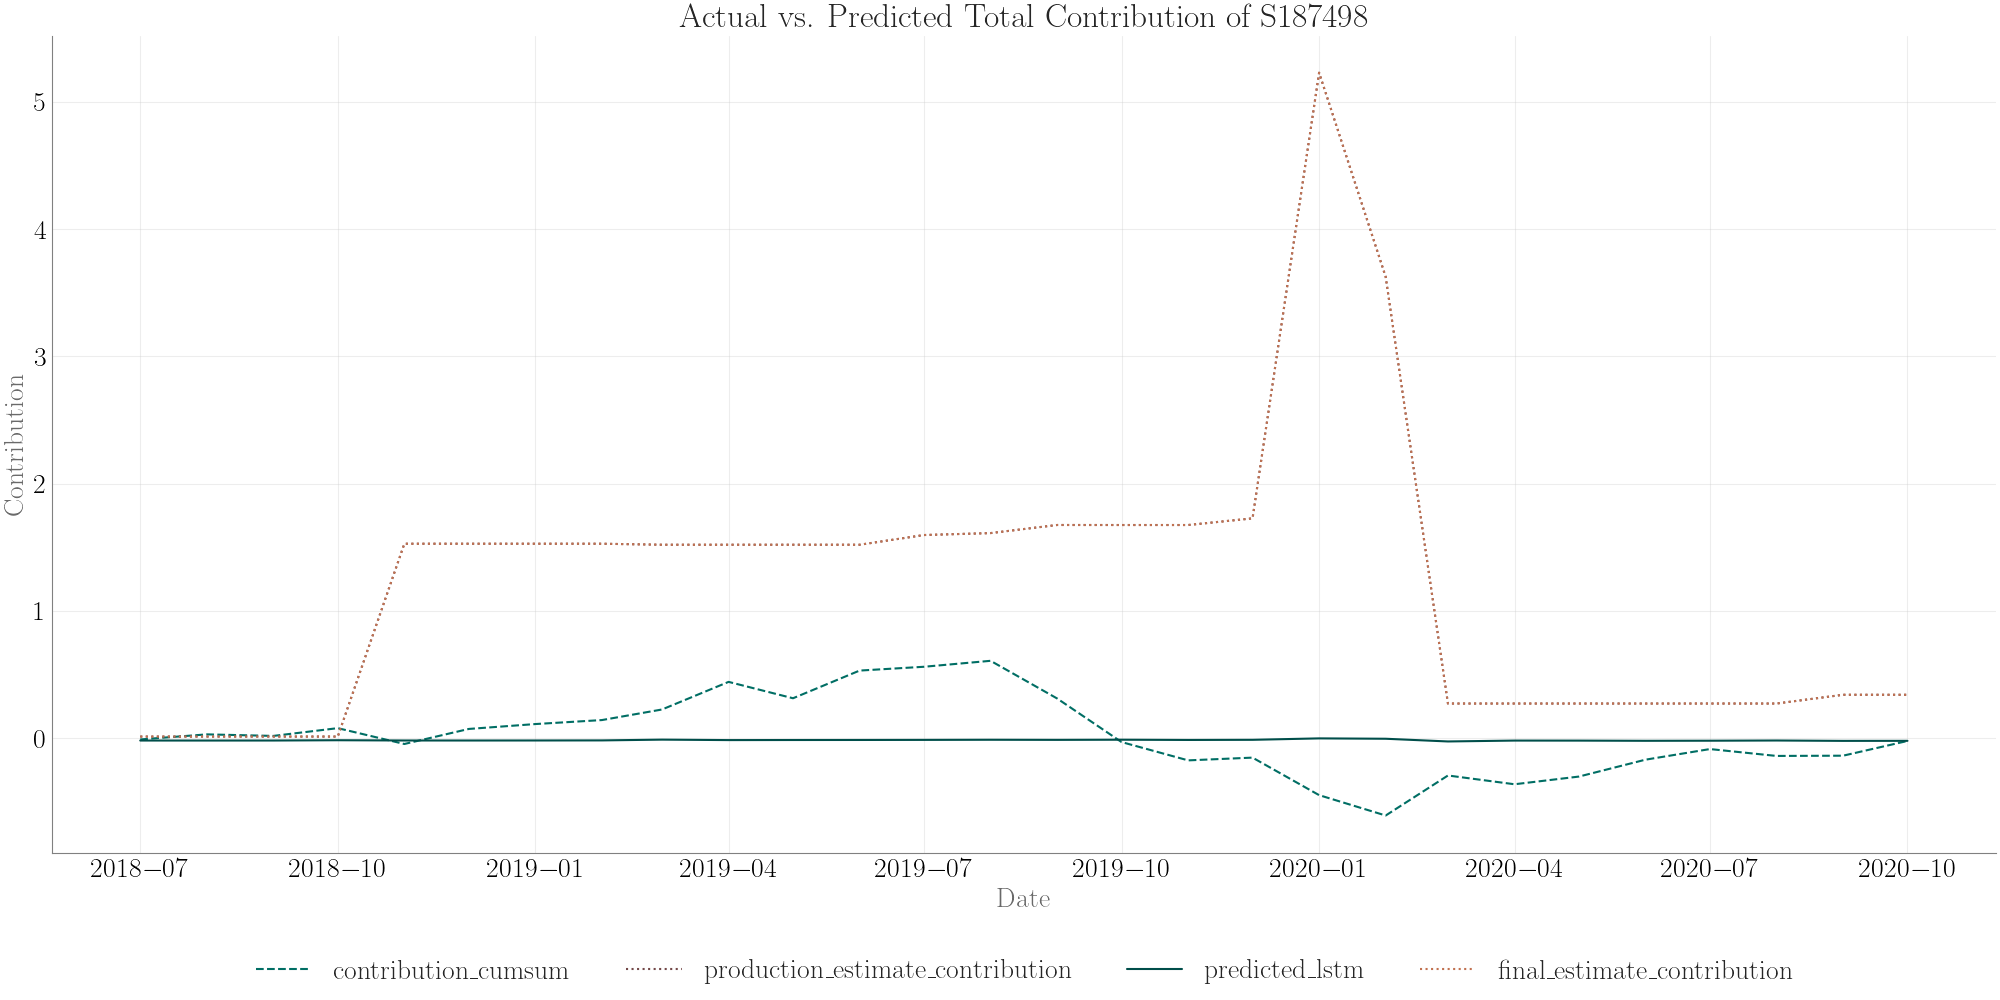 Actual vs. Predicted Total Contribution of S187498
Contribution
5
4
3
2
1
0
2018−07 2018−10 2019−01 2019−04 2019−07 2019−10 2020−01 2020−04 2020−07 2020−10
Date
contribution_cumsum production_estimate_contribution predicted_lstm final_estimate_contribution